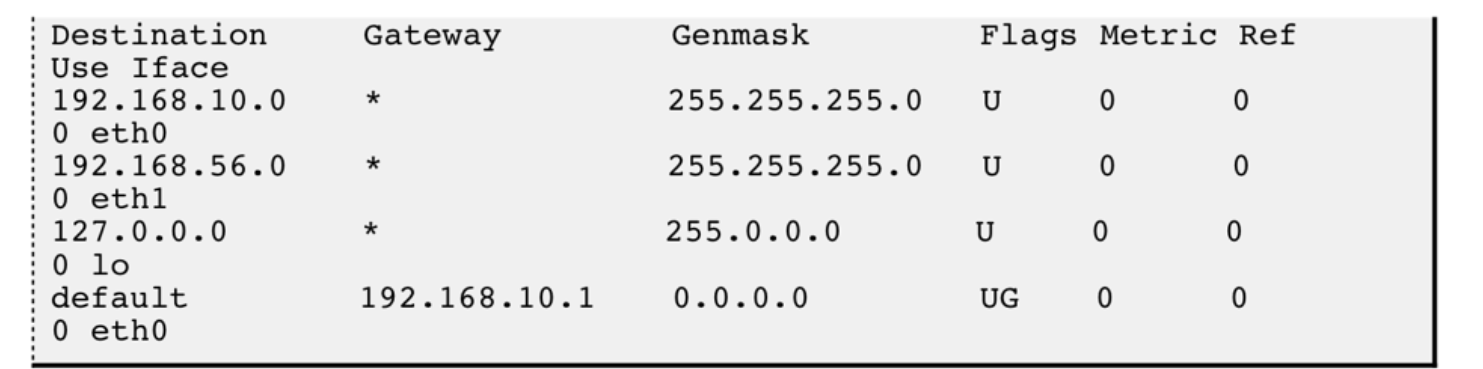 Destination Gateway Genmask Flags Metric Ref
Use Iface
192.168.10.0 * 255.255.255.0 U 0 0
0 eth0
192.168.56.0 * 255.255.255.0 U 0 0
0 eth1
127.0.0.0 * 255.0.0.0 U 0 0
0 lo
default 192.168.10.1 0.0.0.0 UG 0 0
0 eth0